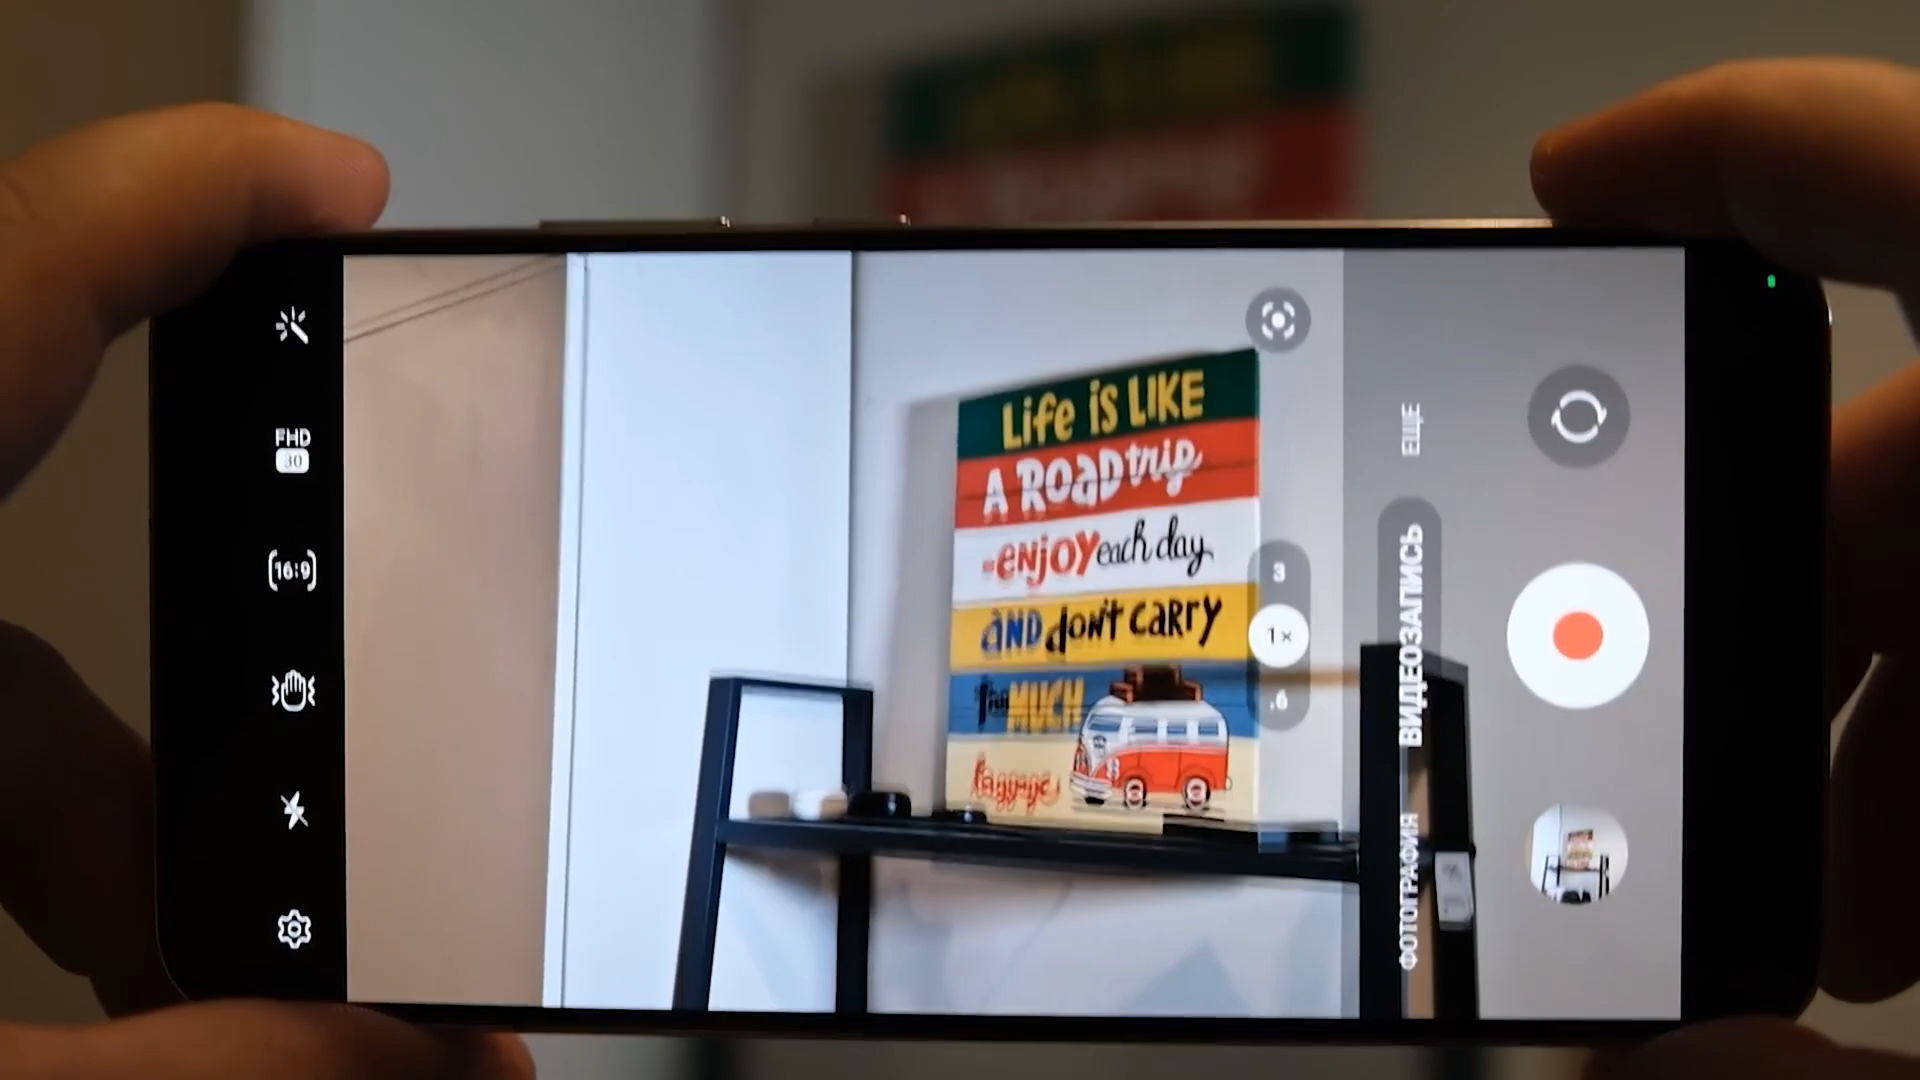 FHD
30
16:9
Life is LIKE
A ROAD trip
-enjoy each day
AND don't carry
Too MUCH
luggage
3
1×
.6
ЕЩЕ
ВИДЕОЗАПИСЬ
ФОТОГРАФИЯ